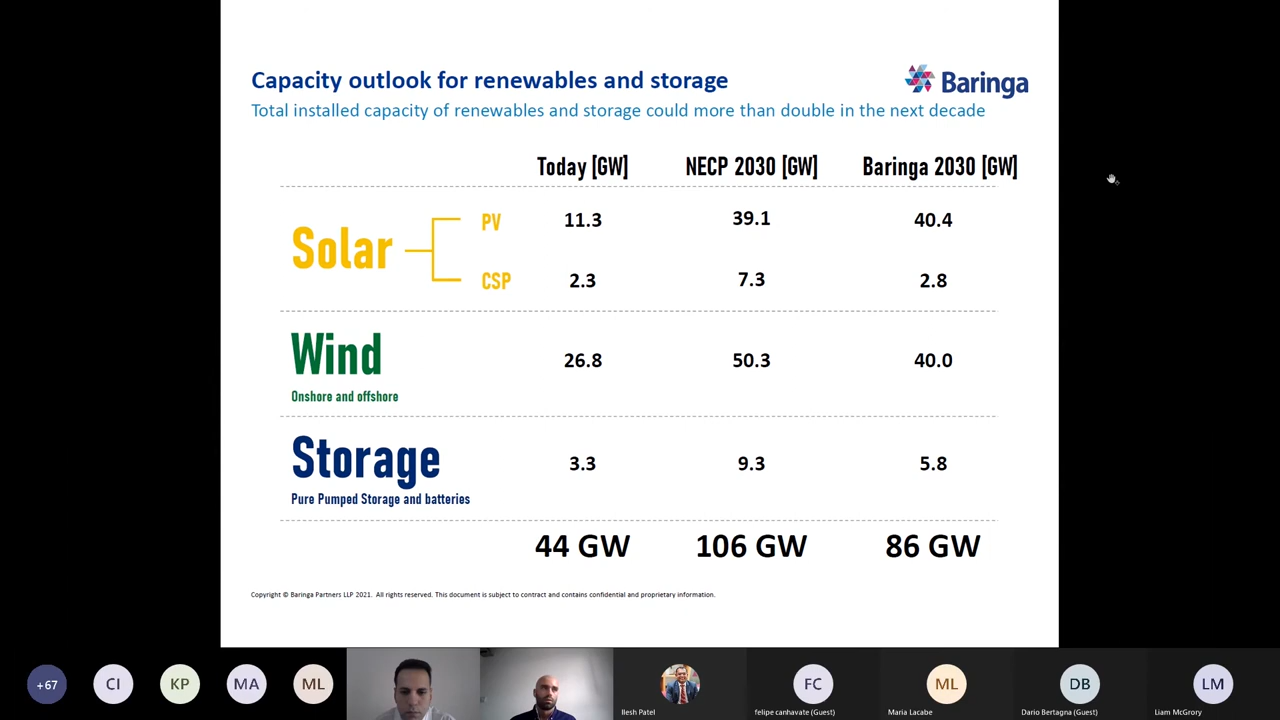 Capacity outlook for renewables and storage
Baringa
Total installed capacity of renewables and storage could more than double in the next decade
Today [GW] NECP 2030 [GW] Baringa 2030 [GW]
Solar
PV 11.3 39.1 40.4
CSP 2.3 7.3 2.8
Wind 26.8 50.3 40.0
Onshore and offshore
Storage 3.3 9.3 5.8
Pure Pumped Storage and batteries
44 GW 106 GW 86 GW
Copyright © Baringa Partners LLP 2021. All rights reserved. This document is subject to contract and contains confidential and proprietary information.
+67 CI KP MA ML FC ML DB LM
Ilesh Patel felipe canhavate (Guest) Maria Lacabe Dario Bertagna (Guest) Liam McGrory